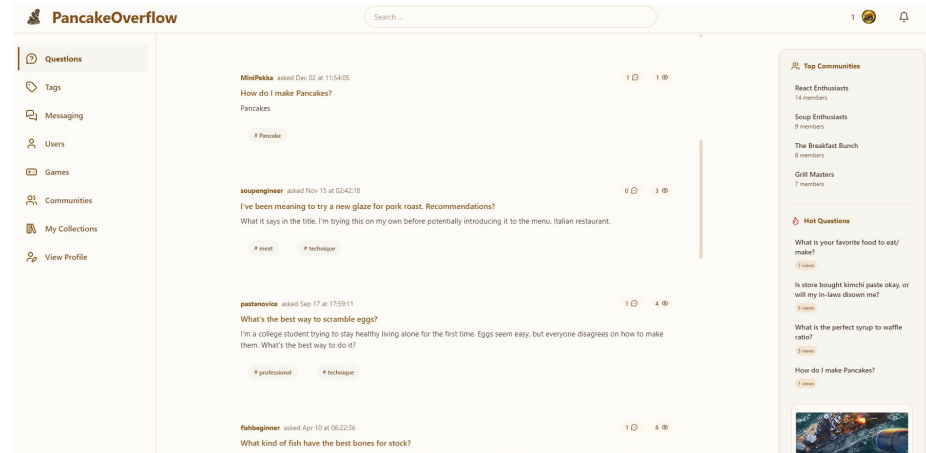 PancakeOverflow
Search ...
1
Questions
Tags
Messaging
Users
Games
Communities
My Collections
View Profile
MiniPekka asked Dec 02 at 11:54:05
1
1
How do I make Pancakes?
Pancakes
# Pancake
soupengineer asked Nov 15 at 02:42:18
0
3
I've been meaning to try a new glaze for pork roast. Recommendations?
What it says in the title. I'm trying this on my own before potentially introducing it to the menu. Italian restaurant.
# meat
# technique
pastanovice asked Sep 17 at 17:59:11
1
4
What's the best way to scramble eggs?
I'm a college student trying to stay healthy living alone for the first time. Eggs seem easy, but everyone disagrees on how to make
them. What's the best way to do it?
# professional
# technique
fishbeginner asked Apr 10 at 06:22:36
1
6
What kind of fish have the best bones for stock?
Top Communities
React Enthusiasts
14 members
Soup Enthusiasts
9 members
The Breakfast Bunch
8 members
Grill Masters
7 members
Hot Questions
What is your favorite food to eat/
make?
7 views
Is store bought kimchi paste okay, or
will my in-laws disown me?
5 views
What is the perfect syrup to waffle
ratio?
3 views
How do I make Pancakes?
1 views